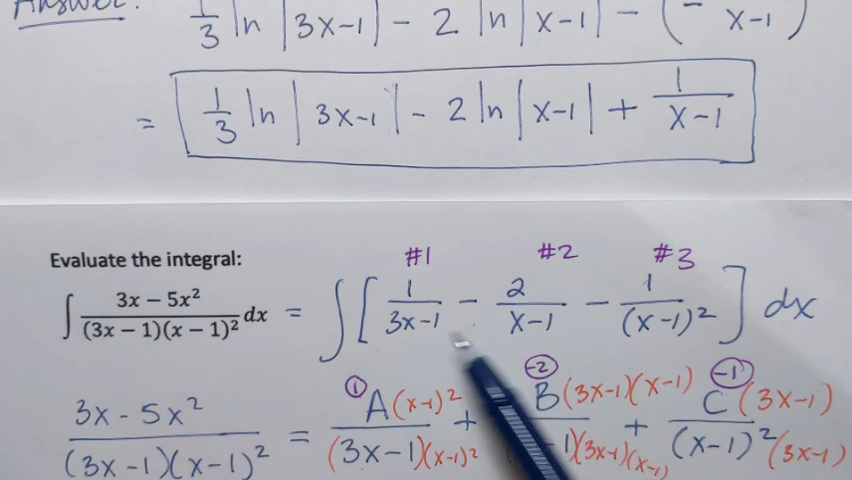 Answer: 1/3 ln |3x-1| - 2 ln |x-1| - (- x-1)
= 1/3 ln | 3x-1 | - 2 ln | x-1 | + 1/(x-1)
#1 #2 #3
Evaluate the integral:
∫ (3x − 5x²)/((3x − 1)(x − 1)²) dx = ∫ [ 1/(3x-1) - 2/(x-1) - 1/(x-1)² ] dx
1 -2 -1
(3x - 5x²)/((3x-1)(x-1)²) = A(x-1)²/((3x-1)(x-1)²) + B(3x-1)(x-1)/( -1)(3x-1)(x-1) + C(3x-1)/((x-1)²(3x-1))